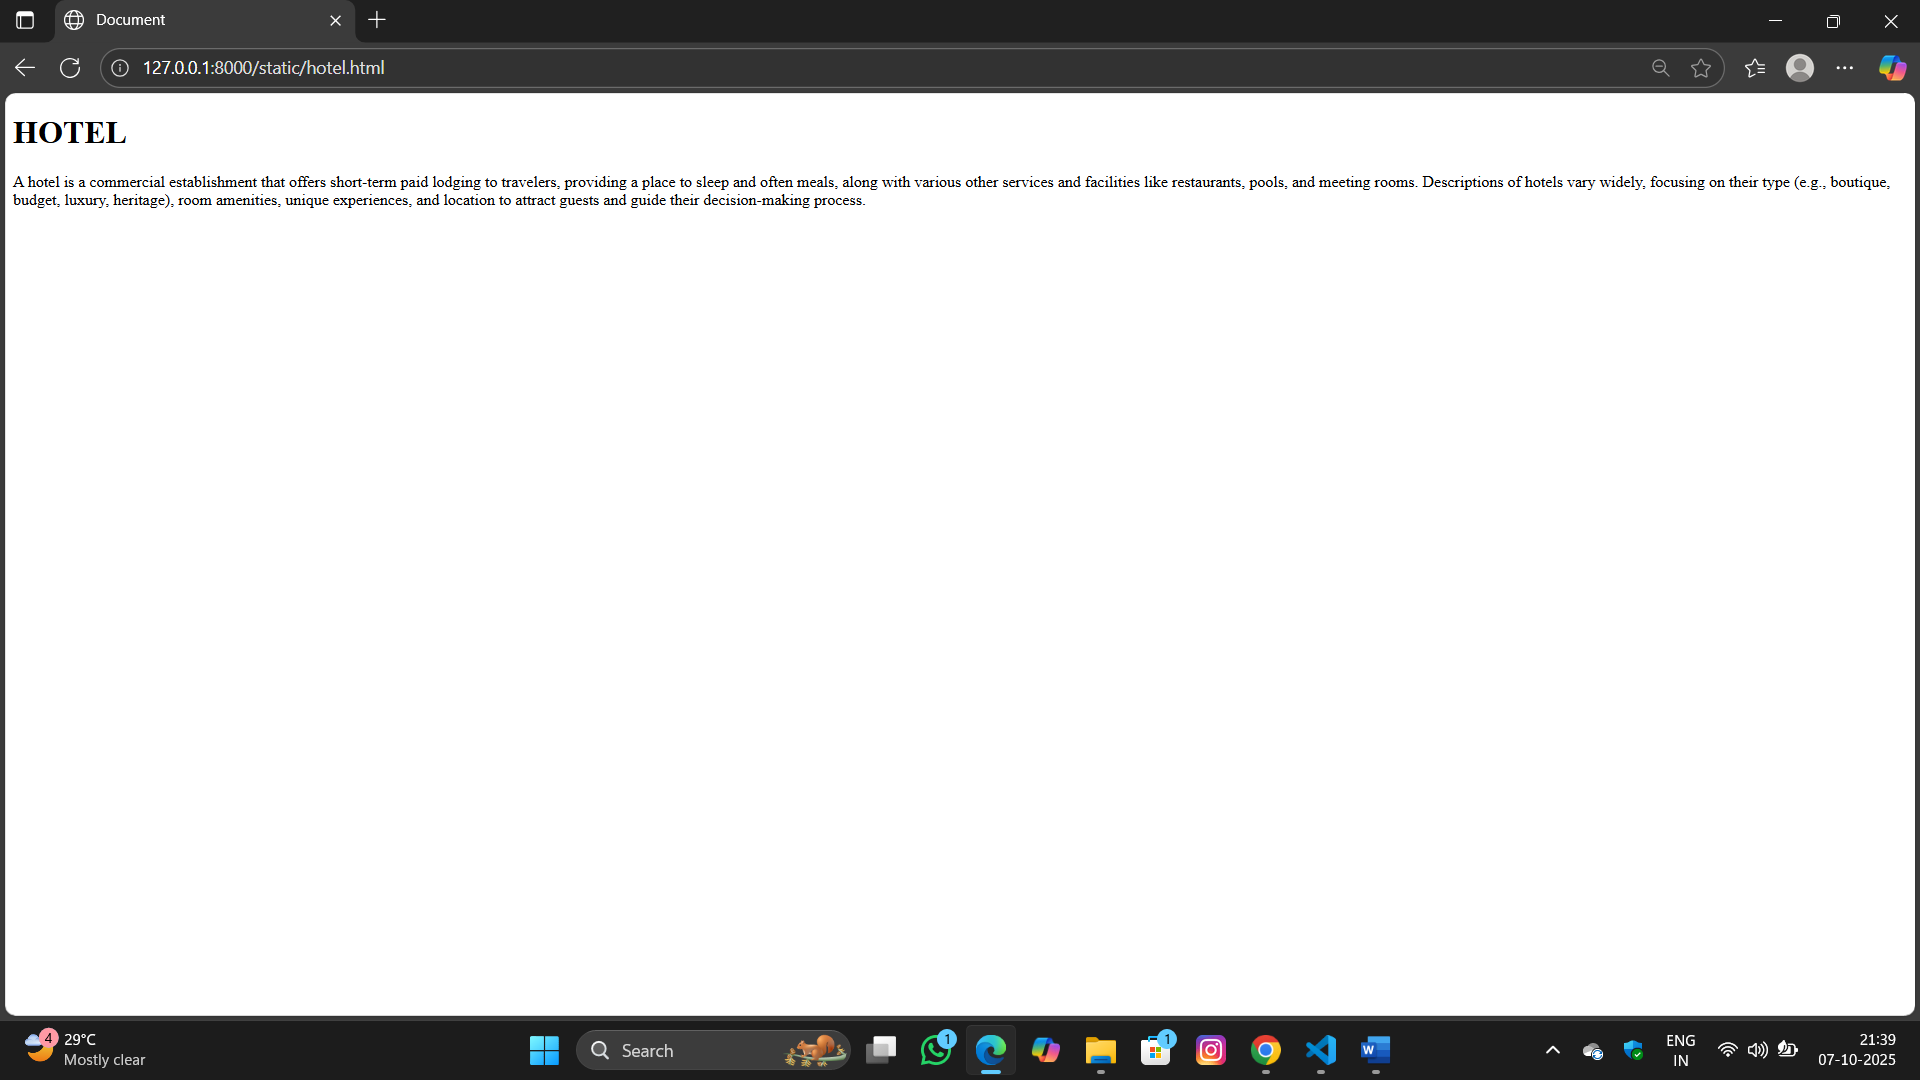 Document
127.0.0.1:8000/static/hotel.html
HOTEL
A hotel is a commercial establishment that offers short-term paid lodging to travelers, providing a place to sleep and often meals, along with various other services and facilities like restaurants, pools, and meeting rooms. Descriptions of hotels vary widely, focusing on their type (e.g., boutique,
budget, luxury, heritage), room amenities, unique experiences, and location to attract guests and guide their decision-making process.
4
29°C
Mostly clear
Search
1
1
W
ENG
IN
21:39
07-10-2025